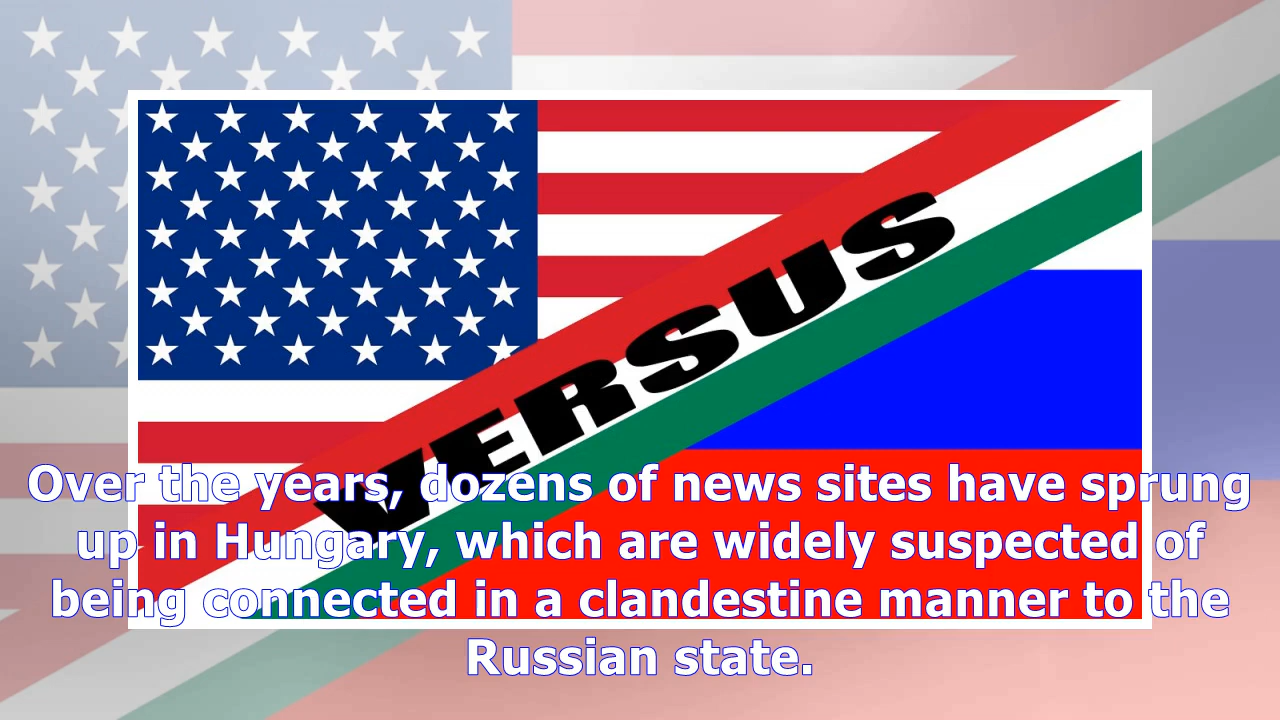 VERSUS
Over the years, dozens of news sites have sprung
up in Hungary, which are widely suspected of
being connected in a clandestine manner to the
Russian state.